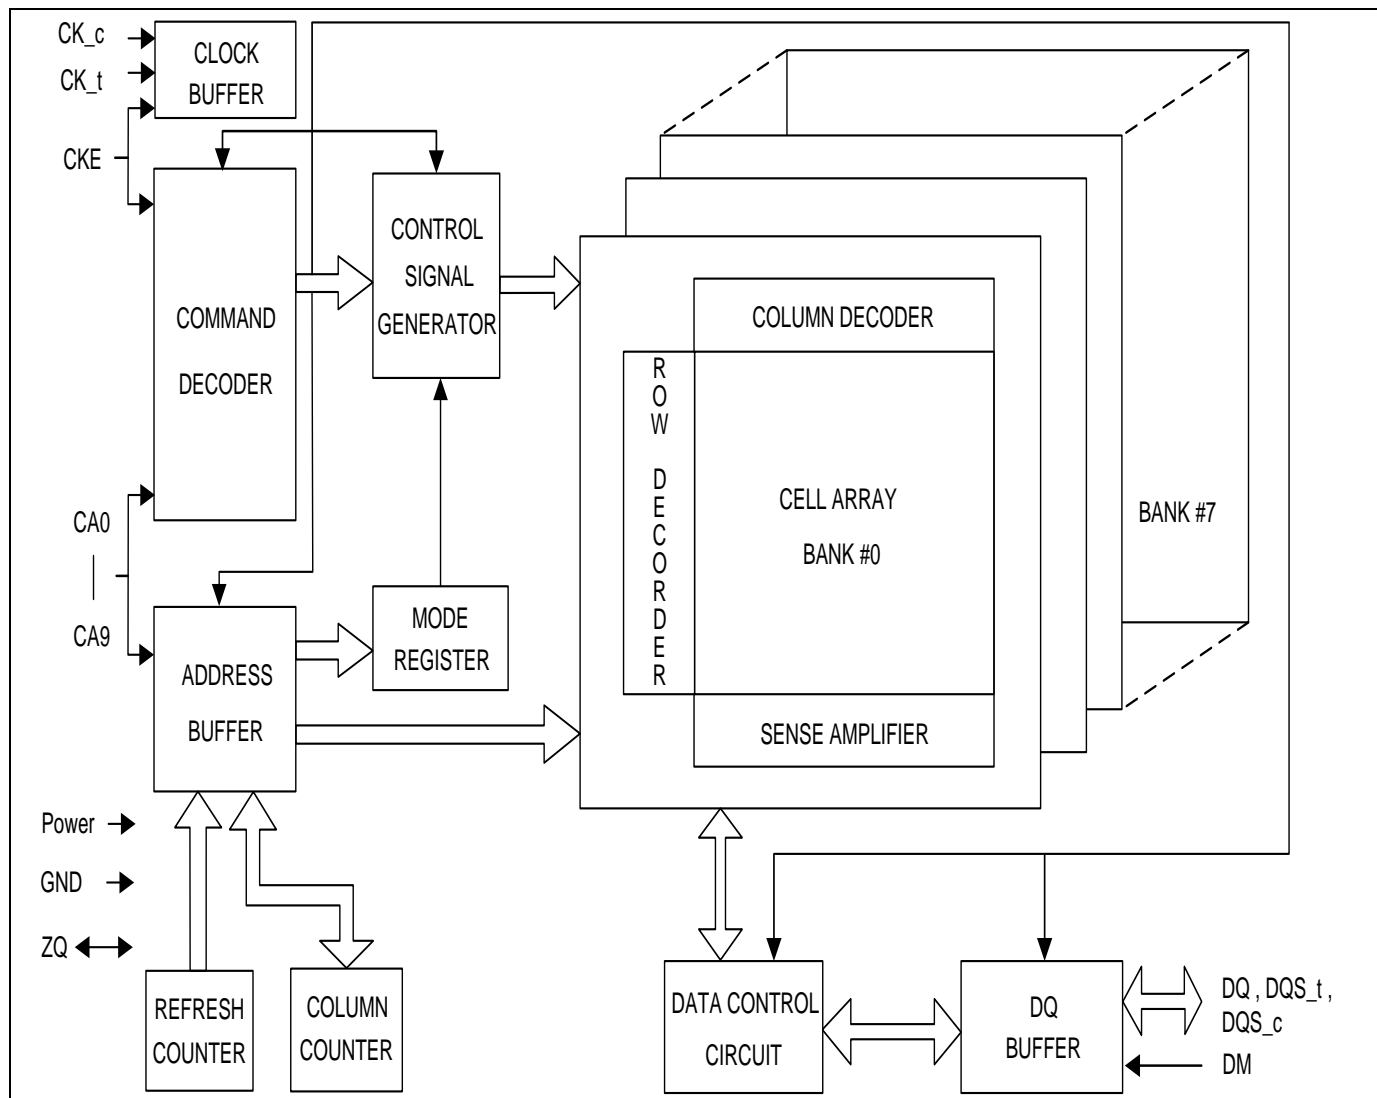 CK_c
CK_t
CKE
CLOCK
BUFFER
COMMAND
DECODER
CONTROL
SIGNAL
GENERATOR
CA0
CA9
ADDRESS
BUFFER
MODE
REGISTER
COLUMN DECODER
ROW DECORDER
CELL ARRAY
BANK #0
SENSE AMPLIFIER
BANK #7
Power
GND
ZQ
REFRESH
COUNTER
COLUMN
COUNTER
DATA CONTROL
CIRCUIT
DQ
BUFFER
DQ , DQS_t ,
DQS_c
DM